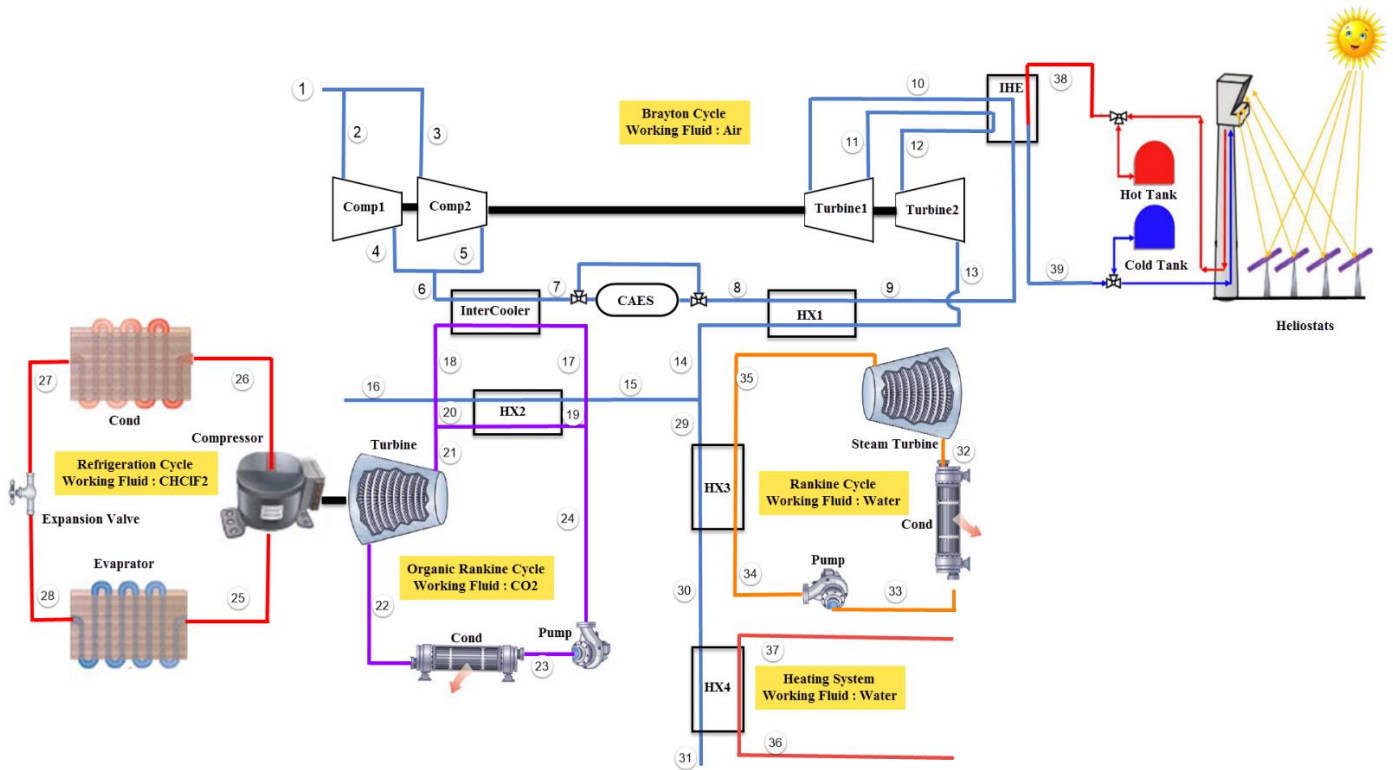 1
2
3
10
IHE
38
Brayton Cycle
Working Fluid : Air
11
12
Comp1
Comp2
Turbine1
Turbine2
Hot Tank
4
5
13
Cold Tank
39
6
7
CAES
8
9
InterCooler
HX1
Heliostats
18
17
14
35
27
26
16
15
Cond
20
HX2
19
29
Compressor
Turbine
21
Steam Turbine
32
Refrigeration Cycle
Working Fluid : CHClF2
HX3
Rankine Cycle
Working Fluid : Water
24
Cond
Expansion Valve
Evaprator
Organic Rankine Cycle
Working Fluid : CO2
Pump
34
33
28
25
22
30
Cond
Pump
23
37
HX4
Heating System
Working Fluid : Water
36
31